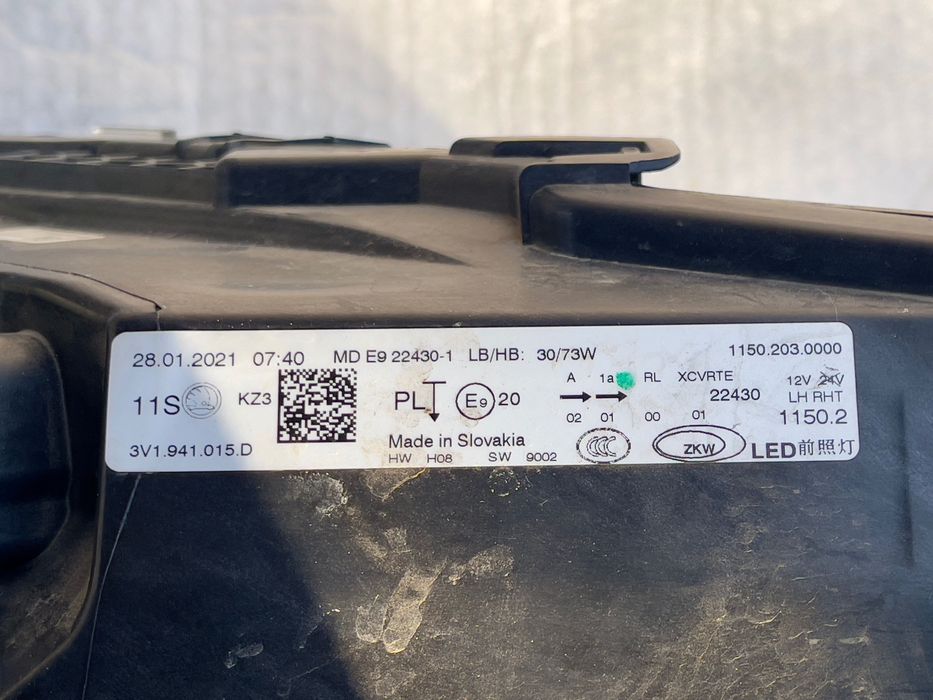 28.01.2021 07:40 MD E9 22430-1 LB/HB: 30/73W 1150.203.0000
A 1a RL XCVRTE 12V 24V
11S KZ3 PL E9 20 22430 LH RHT
02 01 00 01 1150.2
3V1.941.015.D Made in Slovakia CCC ZKW LED前照灯
HW H08 SW 9002